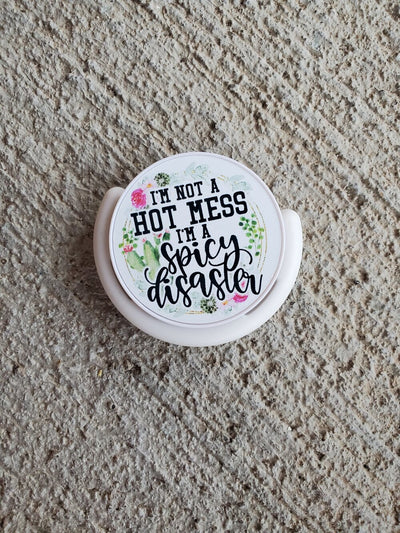 I'M NOT A
HOT MESS
I'M A
spicy
disaster